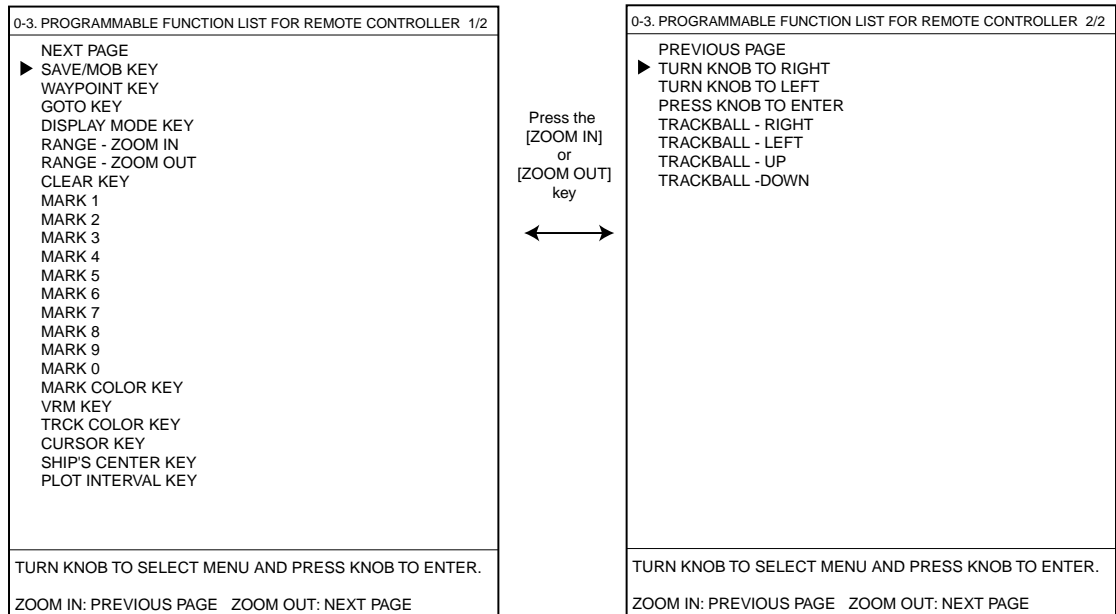 0-3. PROGRAMMABLE FUNCTION LIST FOR REMOTE CONTROLLER 1/2
NEXT PAGE
SAVE/MOB KEY
WAYPOINT KEY
GOTO KEY
DISPLAY MODE KEY
RANGE - ZOOM IN
RANGE - ZOOM OUT
CLEAR KEY
MARK 1
MARK 2
MARK 3
MARK 4
MARK 5
MARK 6
MARK 7
MARK 8
MARK 9
MARK 0
MARK COLOR KEY
VRM KEY
TRCK COLOR KEY
CURSOR KEY
SHIP'S CENTER KEY
PLOT INTERVAL KEY
TURN KNOB TO SELECT MENU AND PRESS KNOB TO ENTER.
ZOOM IN: PREVIOUS PAGE ZOOM OUT: NEXT PAGE
Press the
[ZOOM IN]
or
[ZOOM OUT]
key
0-3. PROGRAMMABLE FUNCTION LIST FOR REMOTE CONTROLLER 2/2
PREVIOUS PAGE
TURN KNOB TO RIGHT
TURN KNOB TO LEFT
PRESS KNOB TO ENTER
TRACKBALL - RIGHT
TRACKBALL - LEFT
TRACKBALL - UP
TRACKBALL -DOWN
TURN KNOB TO SELECT MENU AND PRESS KNOB TO ENTER.
ZOOM IN: PREVIOUS PAGE ZOOM OUT: NEXT PAGE